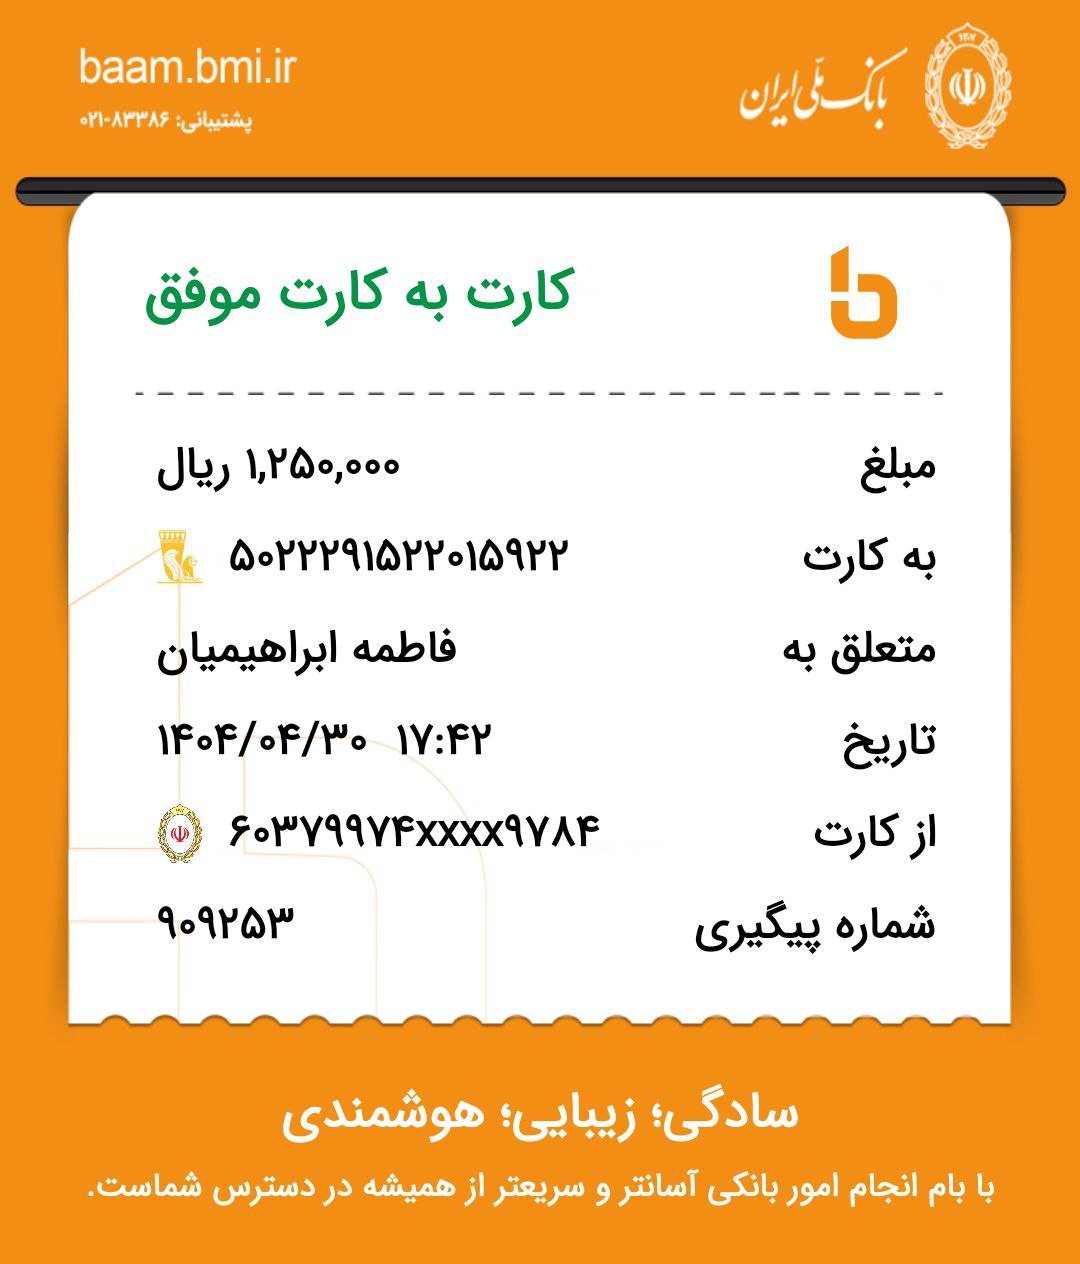 بانک ملی ایران
baam.bmi.ir
پشتیبانی: ۸۳۳۸۶-۰۲۱
کارت به کارت موفق
مبلغ ۱,۲۵۰,۰۰۰ ریال
به کارت ۵۰۲۲۲۹۱۵۲۲۰۱۵۹۲۲
متعلق به فاطمه ابراهیمیان
تاریخ ۱۷:۴۲ ۱۴۰۴/۰۴/۳۰
از کارت ۶۰۳۷۹۹۷۴xxxx۹۷۸۴
شماره پیگیری ۹۰۹۲۵۳
سادگی؛ زیبایی؛ هوشمندی
با بام انجام امور بانکی آسانتر و سریعتر از همیشه در دسترس شماست.